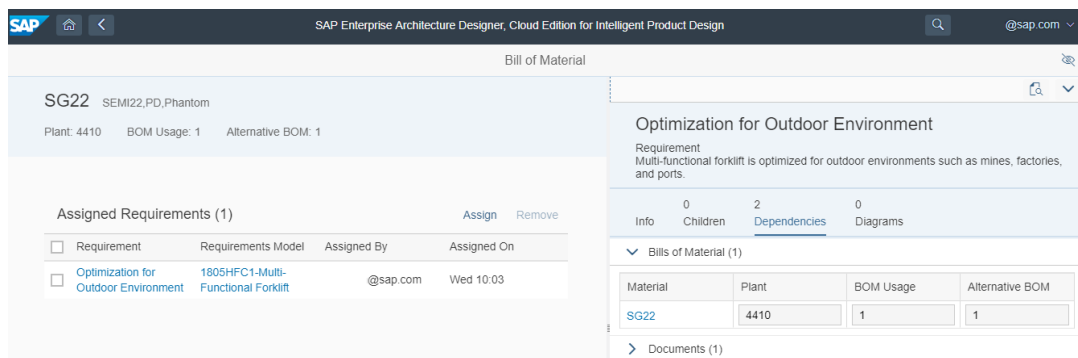 SAP
SAP Enterprise Architecture Designer, Cloud Edition for Intelligent Product Design
@sap.com
Bill of Material
SG22 SEMI22,PD,Phantom
Plant: 4410 BOM Usage: 1 Alternative BOM: 1
Assigned Requirements (1) Assign Remove
Requirement Requirements Model Assigned By Assigned On
Optimization for 1805HFC1-Multi-
Outdoor Environment Functional Forklift @sap.com Wed 10:03
Optimization for Outdoor Environment
Requirement
Multi-functional forklift is optimized for outdoor environments such as mines, factories,
and ports.
0 2 0
Info Children Dependencies Diagrams
Bills of Material (1)
Material Plant BOM Usage Alternative BOM
SG22 4410 1 1
Documents (1)